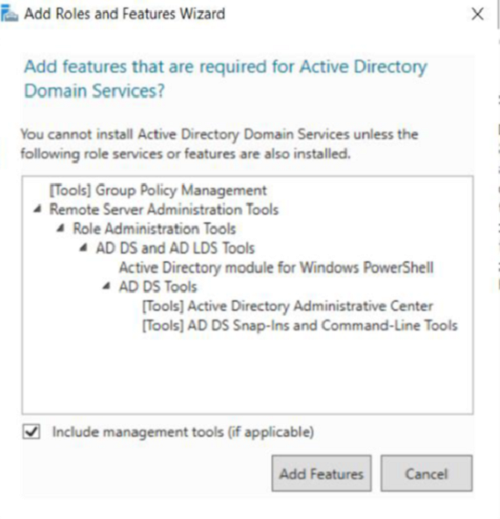 Add Roles and Features Wizard
Add features that are required for Active Directory
Domain Services?
You cannot install Active Directory Domain Services unless the
following role services or features are also installed.
[Tools] Group Policy Management
Remote Server Administration Tools
Role Administration Tools
AD DS and AD LDS Tools
Active Directory module for Windows PowerShell
AD DS Tools
[Tools] Active Directory Administrative Center
[Tools] AD DS Snap-Ins and Command-Line Tools
Include management tools (if applicable)
Add Features
Cancel